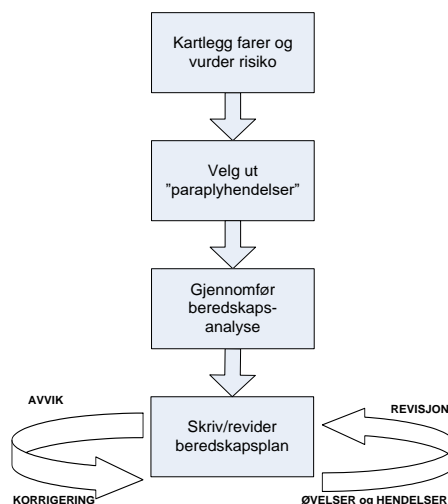 Kartlegg farer og
vurder risiko
Velg ut
”paraplyhendelser”
Gjennomfør
beredskaps-
analyse
AVVIK
REVISJON
Skriv/revider
beredskapsplan
KORRIGERING
ØVELSER og HENDELSER